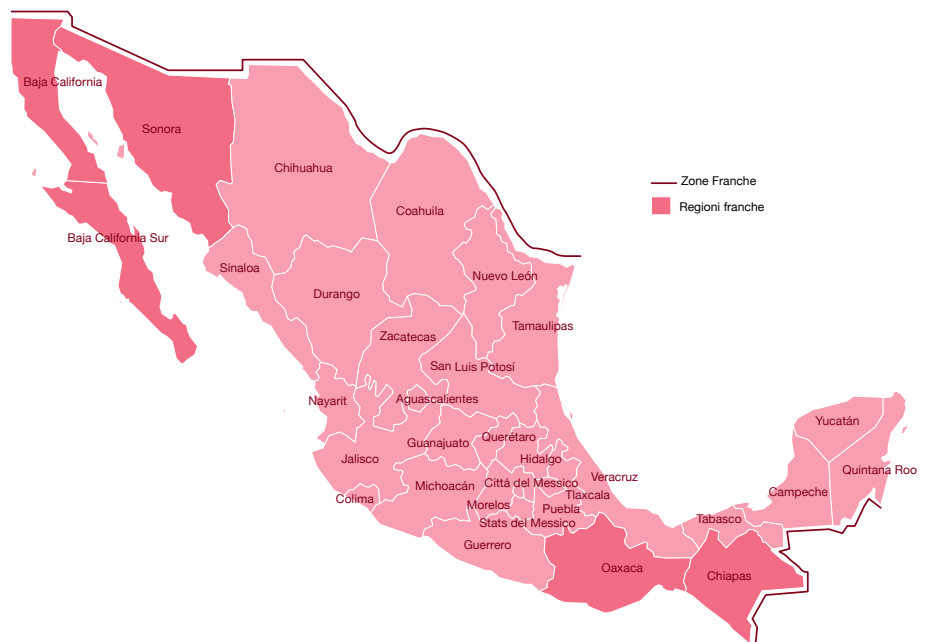 Baja California
Sonora
Chihuahua
Zone Franche
Regioni franche
Coahuila
Baja California Sur
Sinaloa
Nuevo León
Durango
Tamaulipas
Zacatecas
San Luis Potosí
Nayarit
Aguascalientes
Yucatán
Guanajuato
Querétaro
Jalisco
Hidalgo
Quintana Roo
Veracruz
Michoacán
Cittá del Messico
Campeche
Tlaxcala
Colima
Morelos
Puebla
Tabasco
Stats del Messico
Guerrero
Oaxaca
Chiapas